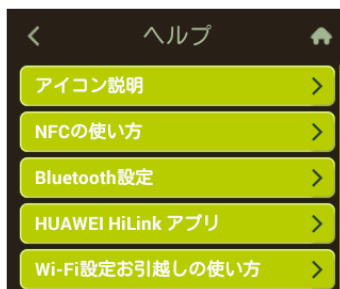 ヘルプ
アイコン説明
NFCの使い方
Bluetooth設定
HUAWEI HiLink アプリ
Wi-Fi設定お引越しの使い方